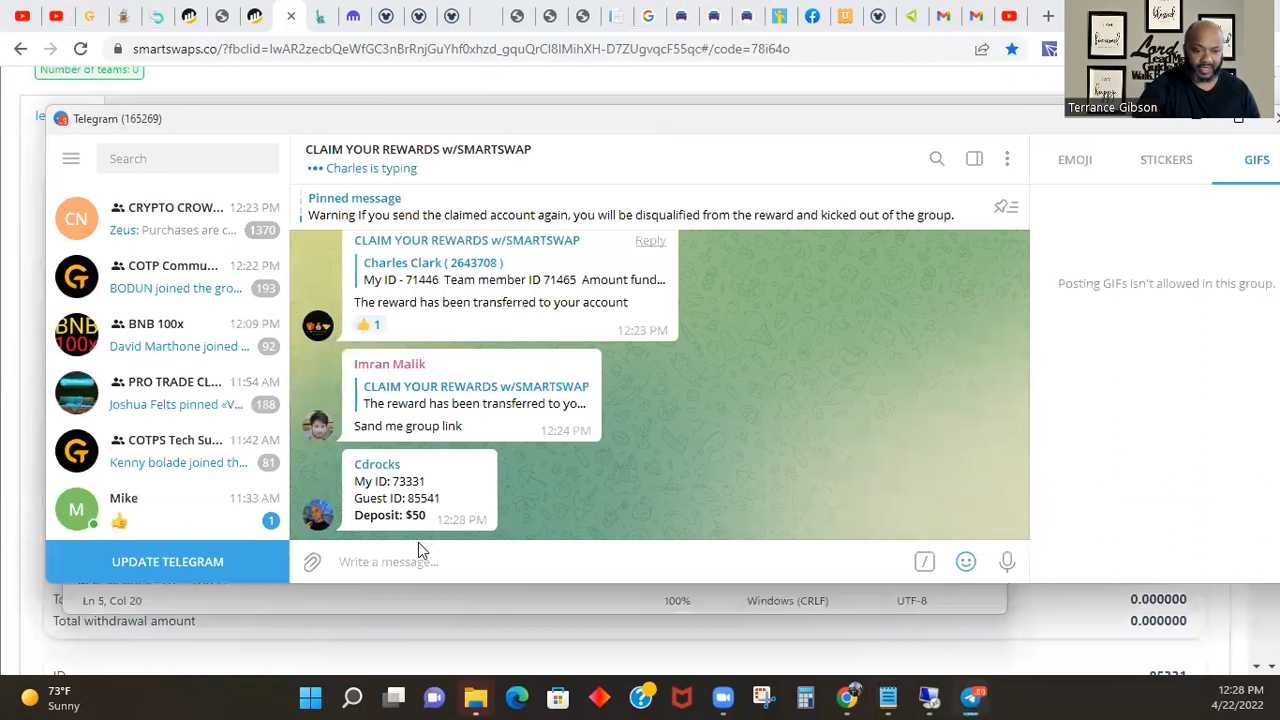 smartswaps.co/?fbclid=IwAR2zecbQeWfGC3nBrRnjGuYhf0xhzd_gquQrCI8IMihXH-D7ZUgvqcF55qc#/code=78i64o
Number of teams: 0
Terrance Gibson
Telegram (165269)
Search
CRYPTO CROW... 12:23 PM
Zeus: Purchases are c... 1370
COTP Commu... 12:22 PM
BODUN joined the gro... 193
BNB 100x 12:09 PM
David Marthone joined ... 92
PRO TRADE CL... 11:54 AM
Joshua Felts pinned «V... 188
COTPS Tech Su... 11:42 AM
Kenny bolade joined th... 81
Mike 11:33 AM
1
UPDATE TELEGRAM
CN
BNB
100x
M
CLAIM YOUR REWARDS w/SMARTSWAP
Charles is typing
Pinned message
Warning If you send the claimed account again, you will be disqualified from the reward and kicked out of the group.
CLAIM YOUR REWARDS w/SMARTSWAP Reply
Charles Clark ( 2643708 )
My ID - 71446 Team member ID 71465 Amount fund...
The reward has been transferred to your account
1
12:23 PM
Imran Malik
CLAIM YOUR REWARDS w/SMARTSWAP
The reward has been transferred to yo...
Sand me group link
12:24 PM
Cdrocks
My ID: 73331
Guest ID: 85541
Deposit: $50 12:28 PM
Write a message...
EMOJI STICKERS GIFS
Posting GIFs isn't allowed in this group.
Ln 5, Col 20 100% Windows (CRLF) UTF-8
0.000000
Total withdrawal amount 0.000000
73°F
Sunny
12:28 PM
4/22/2022